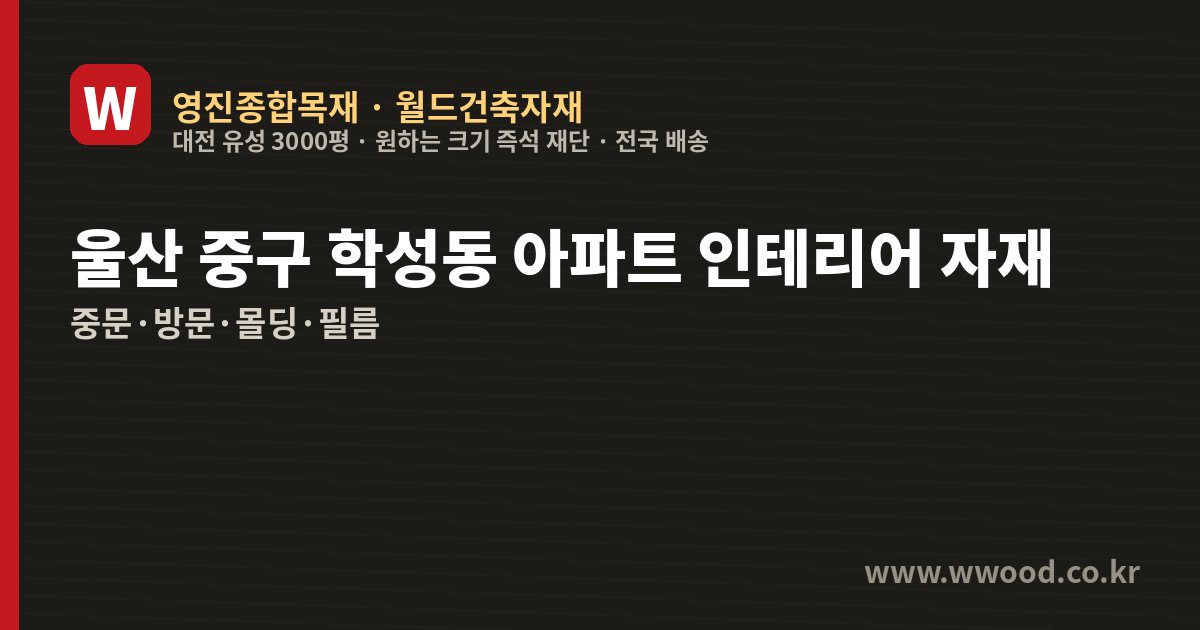 W
영진종합목재 · 월드건축자재
대전 유성 3000평 · 원하는 크기 즉석 재단 · 전국 배송
울산 중구 학성동 아파트 인테리어 자재
중문·방문·몰딩·필름
www.wwood.co.kr